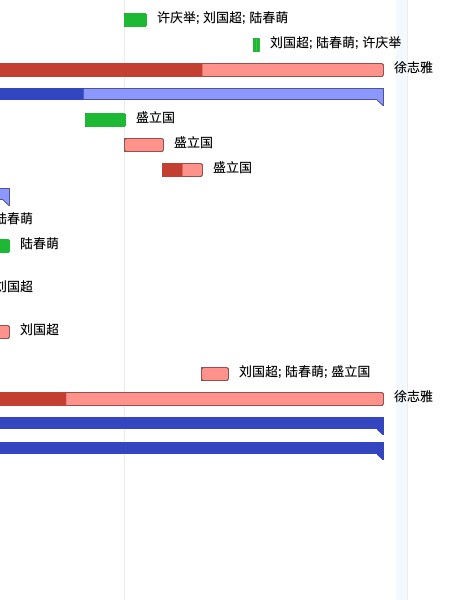 许庆举; 刘国超; 陆春萌
刘国超; 陆春萌; 许庆举
徐志雅
盛立国
盛立国
盛立国
陆春萌
陆春萌
刘国超
刘国超
刘国超; 陆春萌; 盛立国
徐志雅